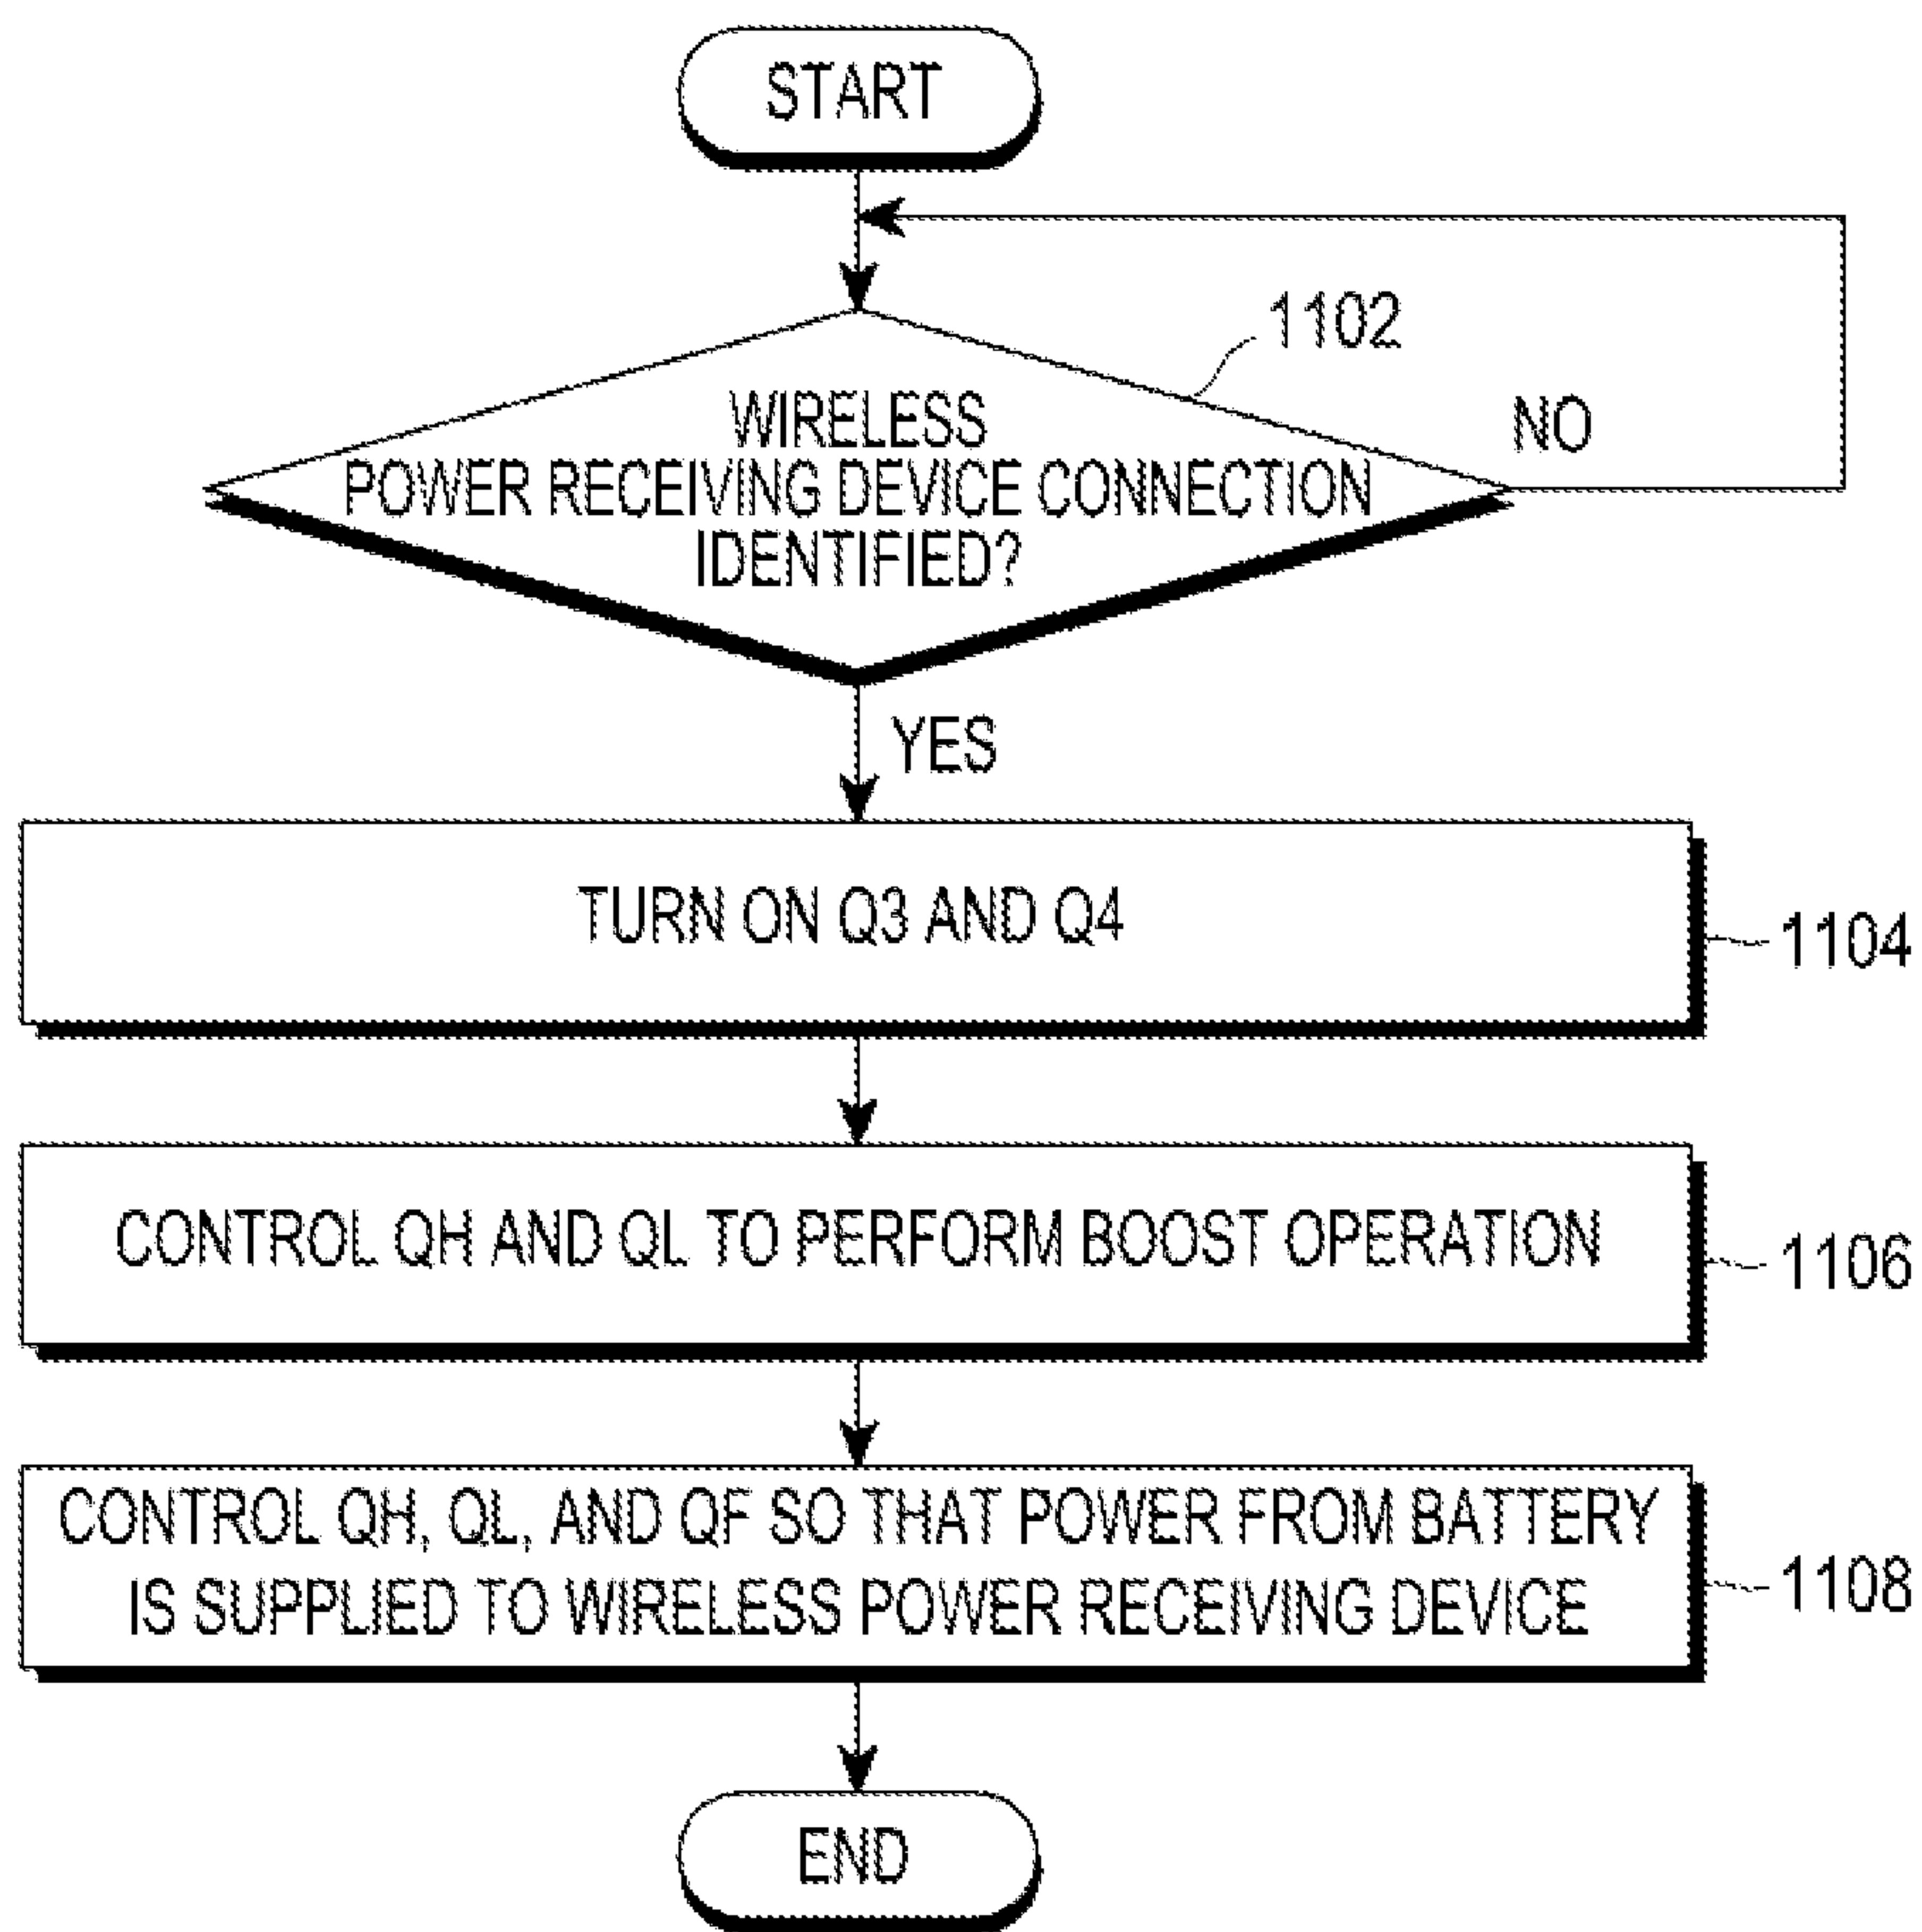 START
1102
WIRELESS
POWER RECEIVING DEVICE CONNECTION
IDENTIFIED?
NO
YES
TURN ON Q3 AND Q4
1104
CONTROL QH AND QL TO PERFORM BOOST OPERATION
1106
CONTROL QH, QL, AND QF SO THAT POWER FROM BATTERY
IS SUPPLIED TO WIRELESS POWER RECEIVING DEVICE
1108
END